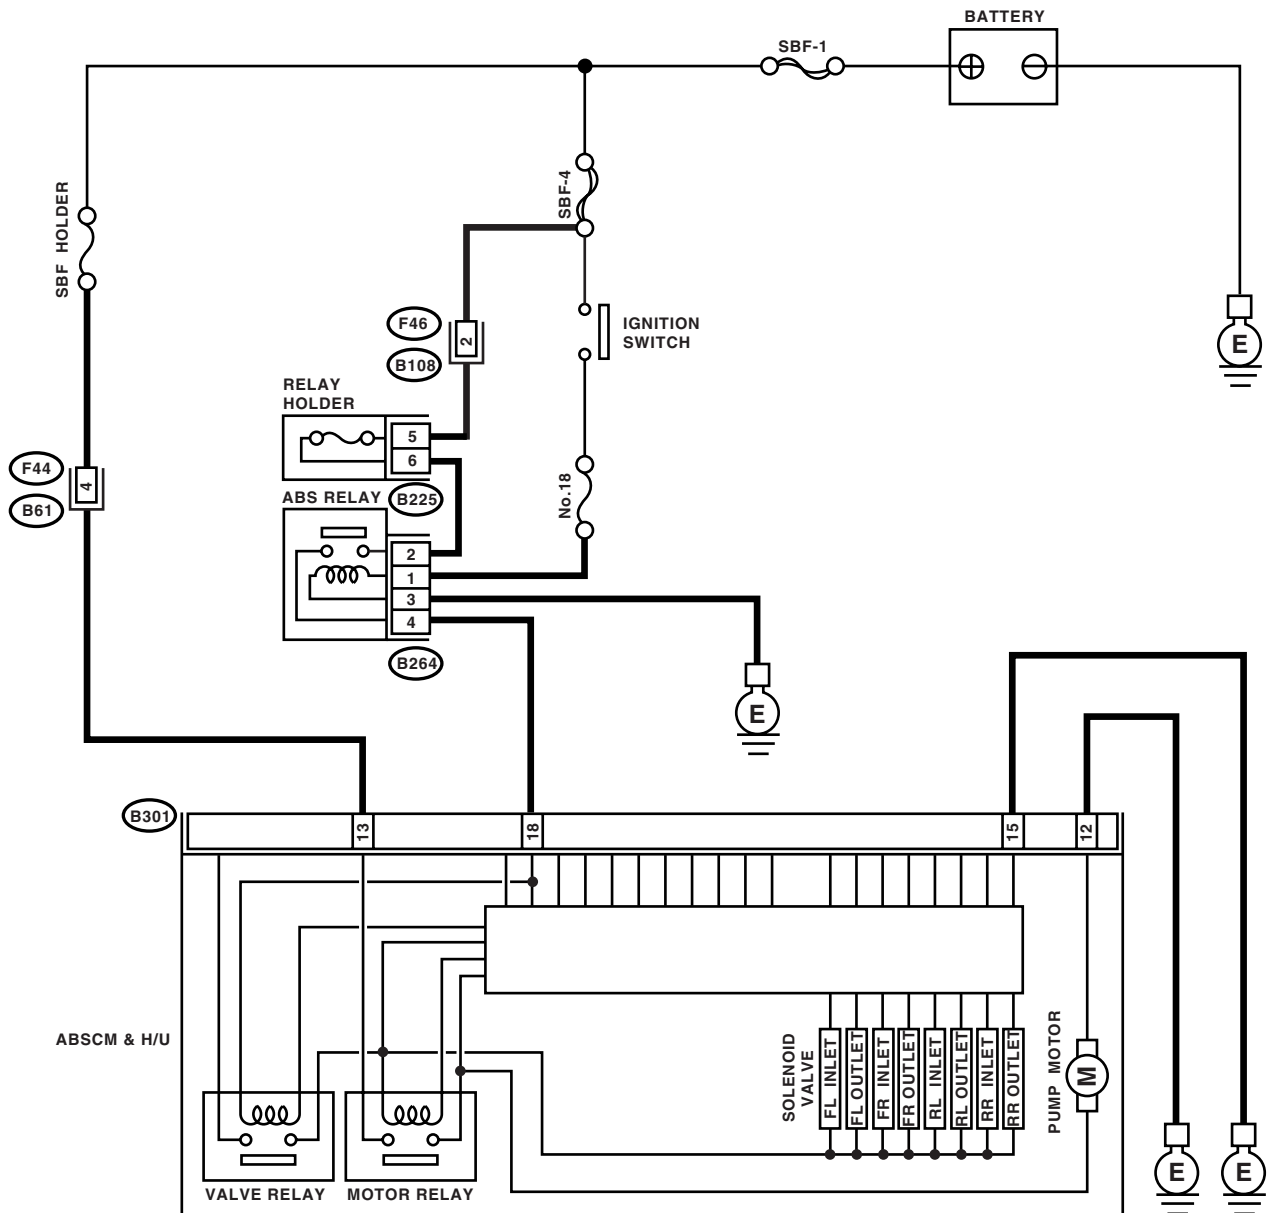 BATTERY
SBF-1
SBF-4
SBF HOLDER
F46
2
B108
IGNITION
SWITCH
E
RELAY
HOLDER
5
6
F44
4
B61
No.18
ABS RELAY
B225
2
1
3
4
B264
E
B301
13
18
15
12
ABSCM & H/U
SOLENOID
VALVE
FL INLET
FL OUTLET
FR INLET
FR OUTLET
RL INLET
RL OUTLET
RR INLET
RR OUTLET
PUMP MOTOR
M
VALVE RELAY
MOTOR RELAY
E
E